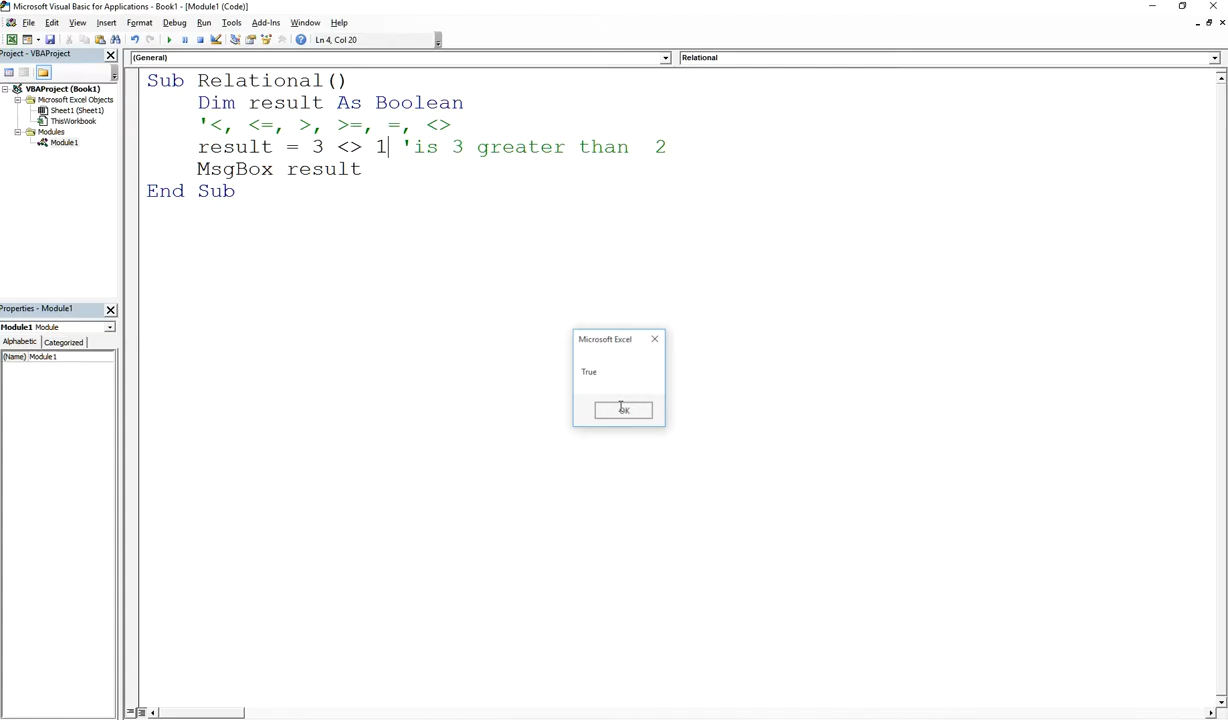 Microsoft Visual Basic for Applications - Book1 - [Module1 (Code)]
File Edit View Insert Format Debug Run Tools Add-Ins Window Help
Ln 4, Col 20
Project - VBAProject
(General)
Relational
VBAProject (Book1)
Microsoft Excel Objects
Sheet1 (Sheet1)
ThisWorkbook
Modules
Module1
Sub Relational()
Dim result As Boolean
'<, <=, >, >=, =, <>
result = 3 <> 1 'is 3 greater than  2
MsgBox result
End Sub
Properties - Module1
Module1 Module
Alphabetic Categorized
(Name) Module1
Microsoft Excel
True
OK